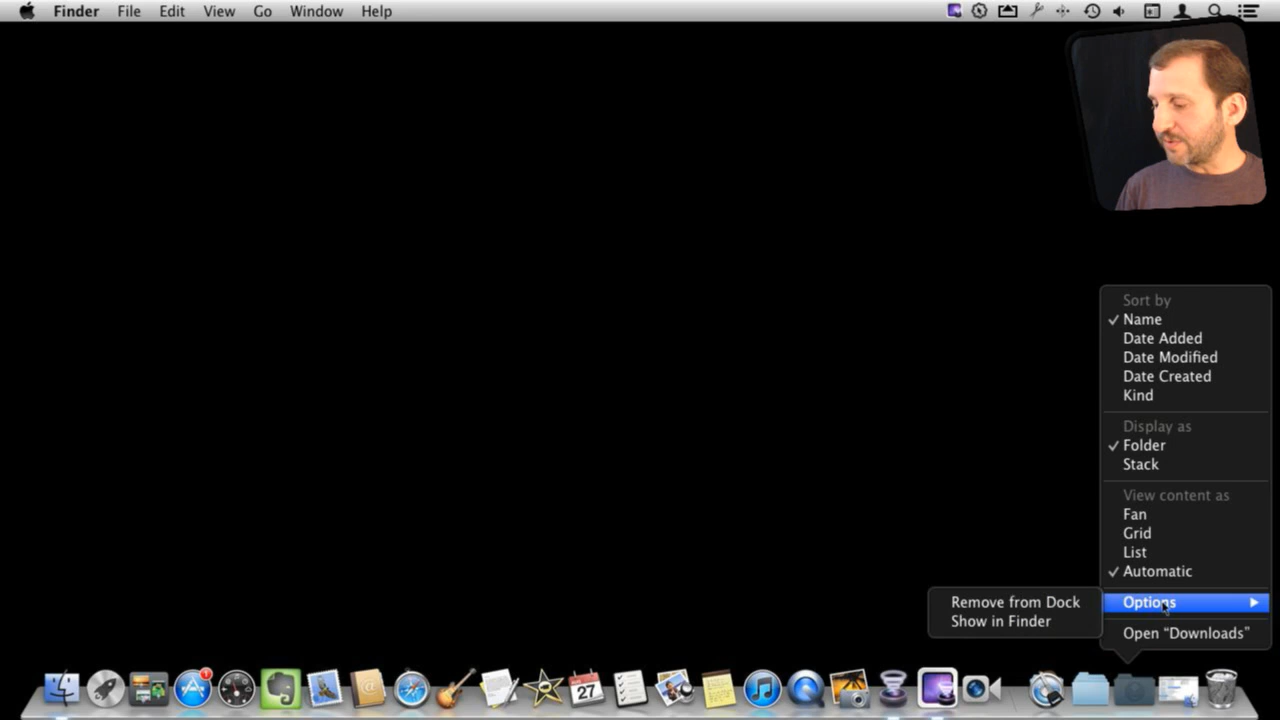 Finder File Edit View Go Window Help
Sort by
✓ Name
Date Added
Date Modified
Date Created
Kind
Display as
✓ Folder
Stack
View content as
Fan
Grid
List
✓ Automatic
Options
Remove from Dock
Show in Finder
Open “Downloads”
1
27